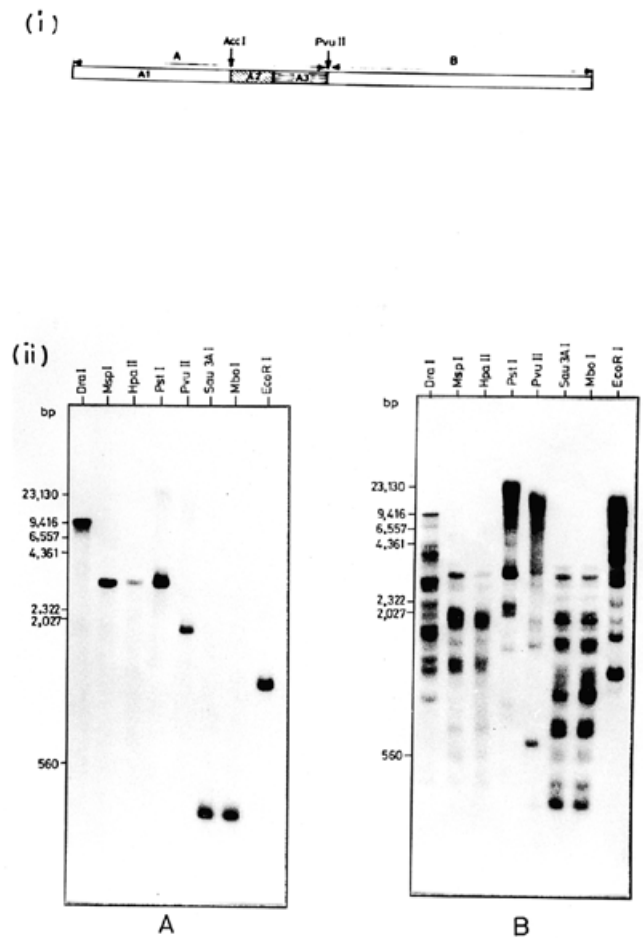 (i)
Acc I Pvu II
A B
A1 A2 A3
(ii)
Dra I Msp I Hpa II Pst I Pvu II Sau 3A I Mbo I EcoR I
bp
23,130
9,416
6,557
4,361
2,322
2,027
560
A
Dra I Msp I Hpa II Pst I Pvu II Sau 3A I Mbo I EcoR I
bp
23,130
9,416
6,557
4,361
2,322
2,027
560
B